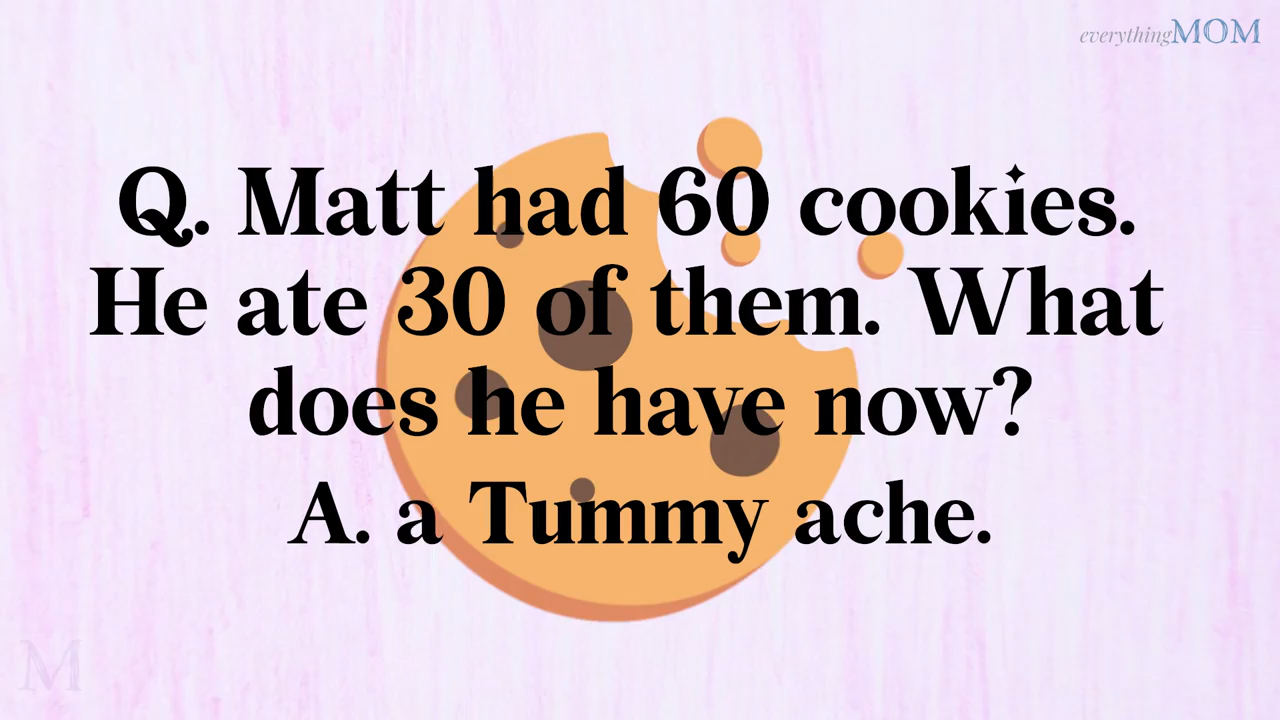 everythingMOM
Q. Matt had 60 cookies.
He ate 30 of them. What
does he have now?
A. a Tummy ache.
M